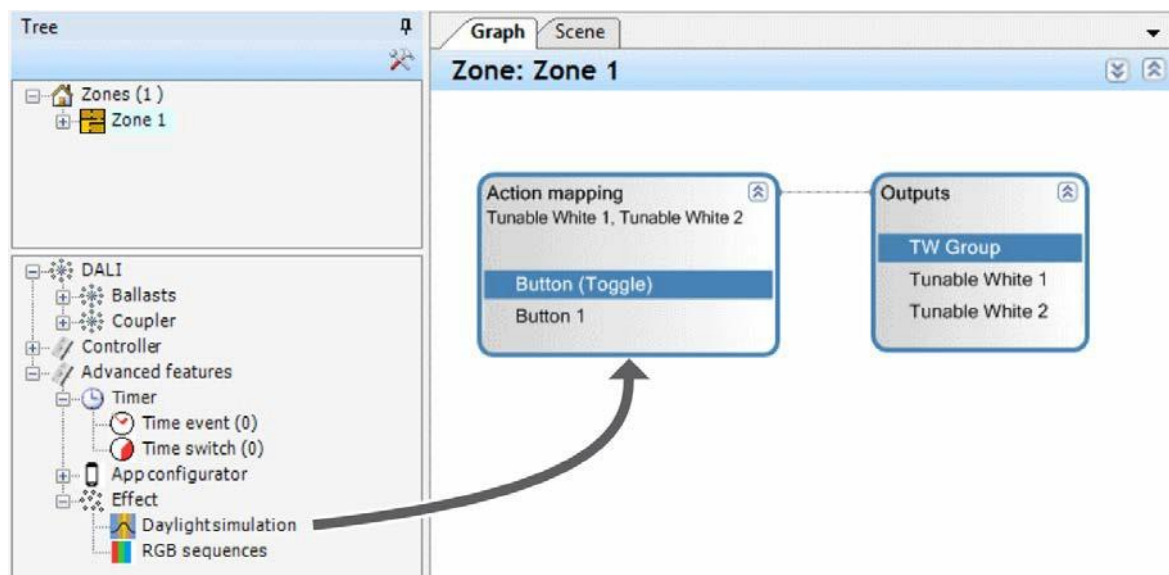 Tree
Zones (1 )
Zone 1
DALI
Ballasts
Coupler
Controller
Advanced features
Timer
Time event (0)
Time switch (0)
App configurator
Effect
Daylightsimulation
RGB sequences
Graph
Scene
Zone: Zone 1
Action mapping
Tunable White 1, Tunable White 2
Button (Toggle)
Button 1
Outputs
TW Group
Tunable White 1
Tunable White 2